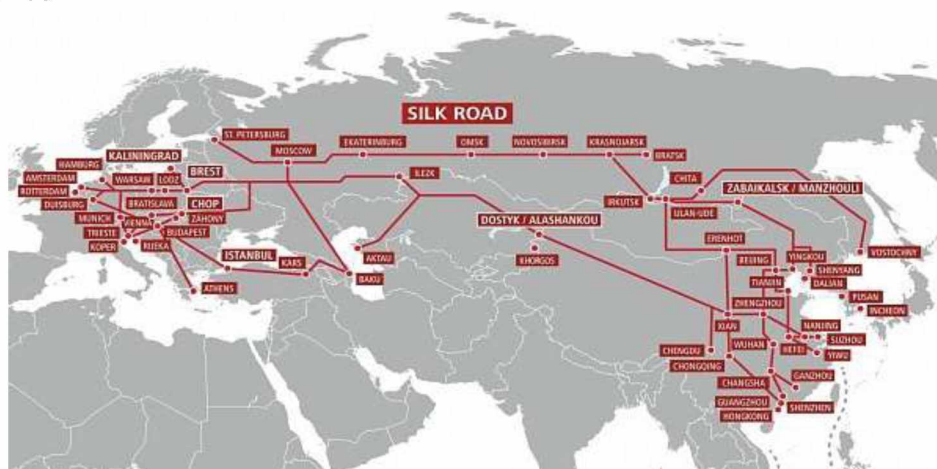 SILK ROAD
ST. PETERSBURG
MOSCOW
EKATERINBURG
OMSK
NOVOSIBIRSK
KRASNOJARSK
BRATSK
HAMBURG
KALININGRAD
AMSTERDAM
WARSAW
LODZ
BREST
ILEZK
ROTTERDAM
DUISBURG
BRATISLAVA
CHOP
CHITA
ZABAIKALSK / MANZHOULI
IRKUTSK
ULAN-UDE
MUNICH
VIENNA
ZAHONY
TRIESTE
BUDAPEST
KOPER
RIJEKA
DOSTYK / ALASHANKOU
ISTANBUL
KARS
AKTAU
KHORGOS
ERENHOT
BEIJING
YINGKOU
VOSTOCHNY
SHENYANG
ATHENS
BAKU
TIANJIN
DALIAN
PUSAN
INCHEON
ZHENGZHOU
XIAN
NANJING
WUHAN
HEFEI
SUZHOU
YIWU
CHENGDU
CHONGQING
CHANGSHA
GANZHOU
GUANGZHOU
SHENZHEN
HONGKONG